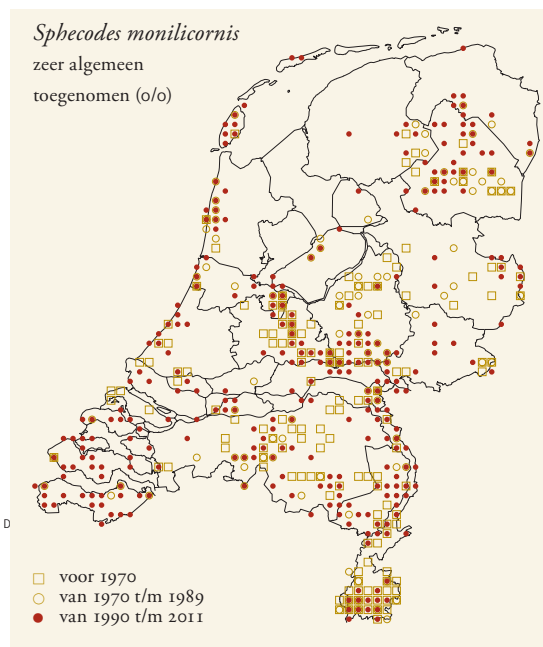 Sphecodes monilicornis
zeer algemeen
toegenomen (0/0)
D
voor 1970
van 1970 t/m 1989
van 1990 t/m 2011